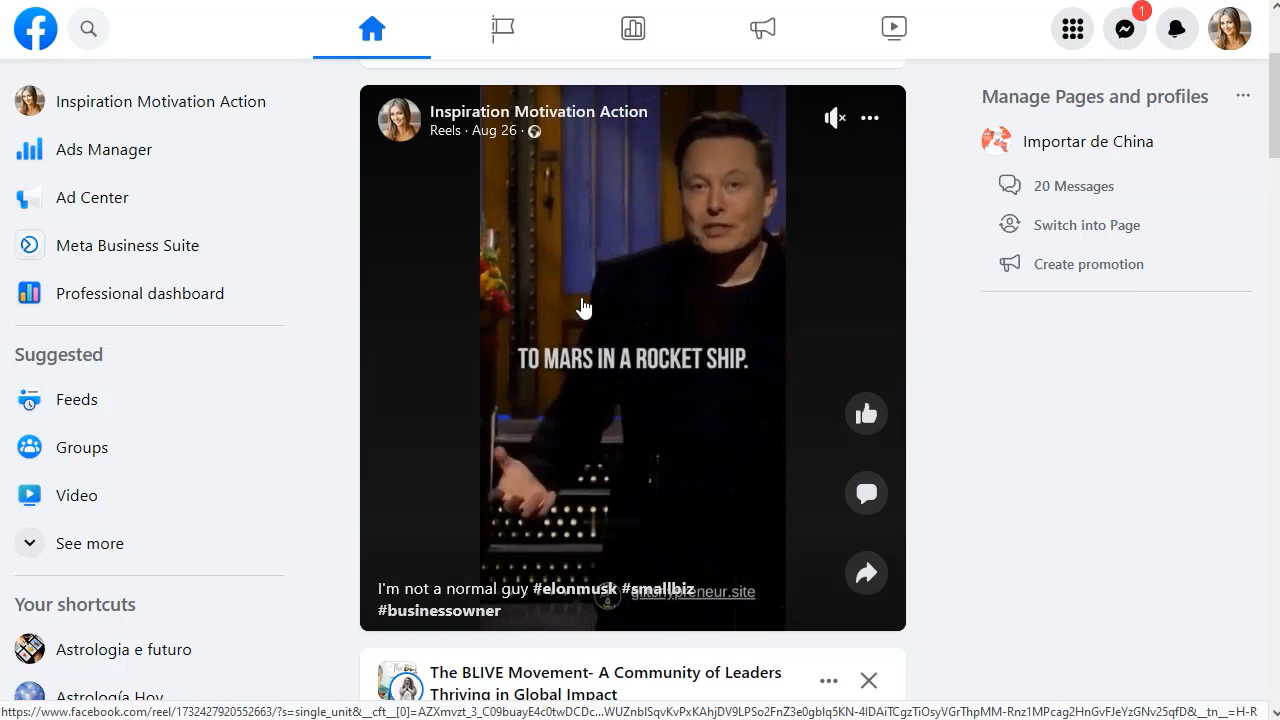 1
Inspiration Motivation Action
Ads Manager
Ad Center
Meta Business Suite
Professional dashboard
Suggested
Feeds
Groups
Video
See more
Your shortcuts
Astrologia e futuro
Astrología Hoy
Inspiration Motivation Action
Reels · Aug 26 ·
TO MARS IN A ROCKET SHIP.
I'm not a normal guy #elonmusk #smallbiz
#businessowner
The BLIVE Movement- A Community of Leaders
Thriving in Global Impact
Manage Pages and profiles
Importar de China
20 Messages
Switch into Page
Create promotion